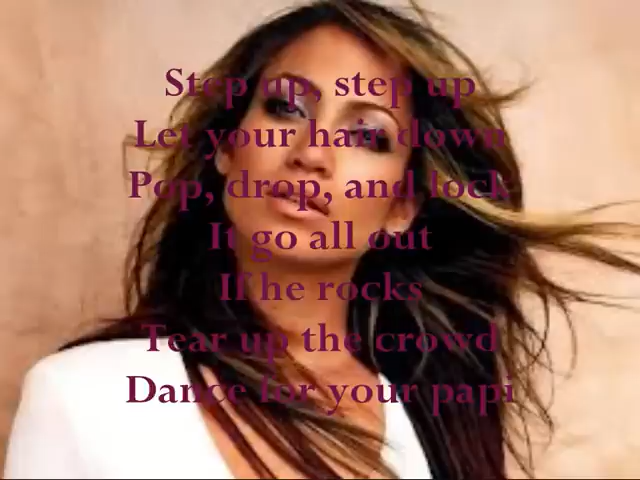 Step up, step up
Let your hair down
Pop, drop, and lock
It go all out
If he rocks
Tear up the crowd
Dance for your papi